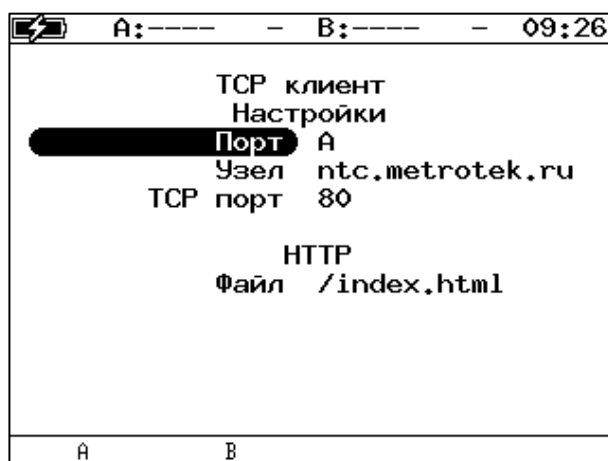 A:---- - B:---- - 09:26
TCP клиент
Настройки
Порт A
Узел ntc.metrotek.ru
TCP порт 80
HTTP
Файл /index.html
A B